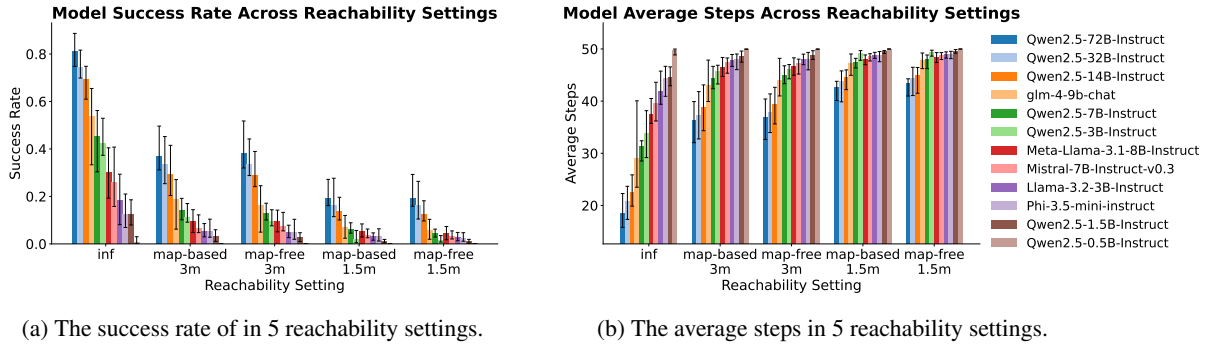 Model Success Rate Across Reachability Settings
0.8
0.6
0.4
0.2
0.0
Success Rate
inf
map-based
3m
map-free
3m
map-based
1.5m
map-free
1.5m
Reachability Setting
(a) The success rate of in 5 reachability settings.
Model Average Steps Across Reachability Settings
50
40
30
20
Average Steps
inf
map-based
3m
map-free
3m
map-based
1.5m
map-free
1.5m
Reachability Setting
Qwen2.5-72B-Instruct
Qwen2.5-32B-Instruct
Qwen2.5-14B-Instruct
glm-4-9b-chat
Qwen2.5-7B-Instruct
Qwen2.5-3B-Instruct
Meta-Llama-3.1-8B-Instruct
Mistral-7B-Instruct-v0.3
Llama-3.2-3B-Instruct
Phi-3.5-mini-instruct
Qwen2.5-1.5B-Instruct
Qwen2.5-0.5B-Instruct
(b) The average steps in 5 reachability settings.